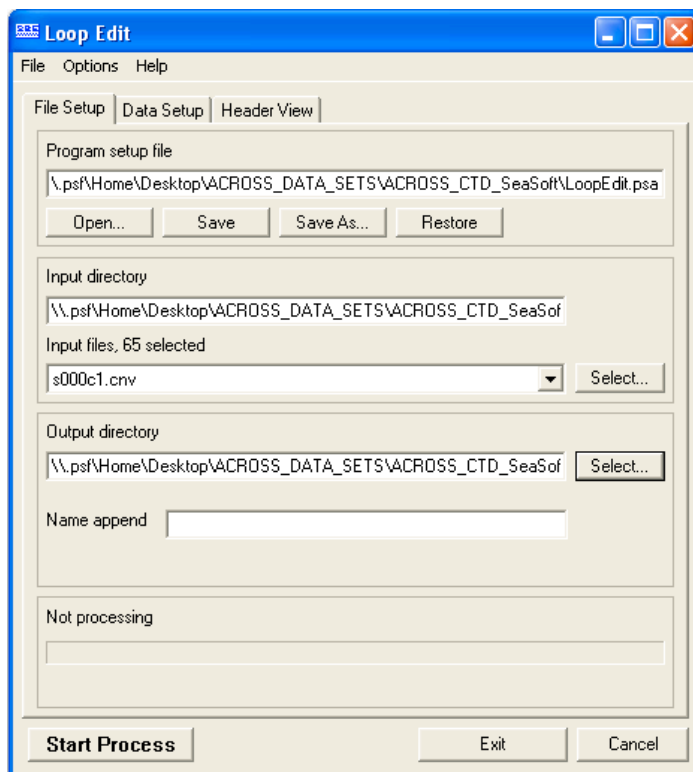 Loop Edit
File Options Help
File Setup Data Setup Header View
Program setup file
\.psf\Home\Desktop\ACROSS_DATA_SETS\ACROSS_CTD_SeaSoft\LoopEdit.psa
Open... Save Save As... Restore
Input directory
\\.psf\Home\Desktop\ACROSS_DATA_SETS\ACROSS_CTD_SeaSof
Input files, 65 selected
s000c1.cnv Select...
Output directory
\\.psf\Home\Desktop\ACROSS_DATA_SETS\ACROSS_CTD_SeaSof Select...
Name append
Not processing
Start Process Exit Cancel